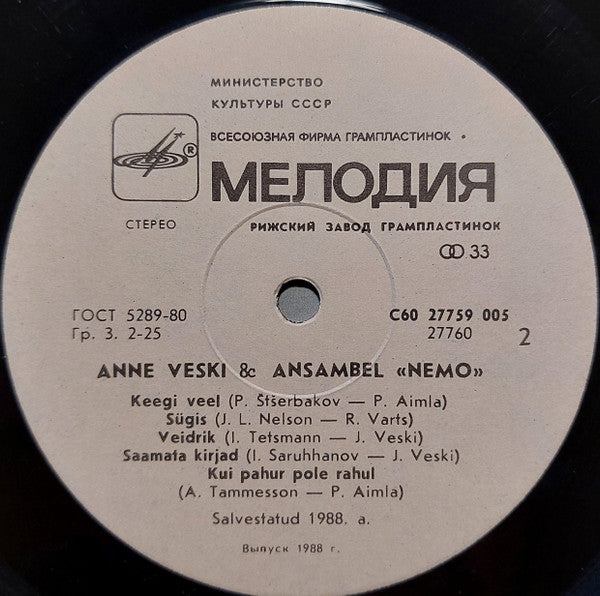 МИНИСТЕРСТВО
КУЛЬТУРЫ СССР
ВСЕСОЮЗНАЯ ФИРМА ГРАМПЛАСТИНОК •
®
МЕЛОДИЯ
СТЕРЕО
РИЖСКИЙ ЗАВОД ГРАМПЛАСТИНОК
33
ГОСТ 5289-80
Гр. 3. 2-25
С60 27759 005
27760
2
ANNE VESKI & ANSAMBEL «NEMO»
Keegi veel (P. Štšerbakov — P. Aimla)
Sügis (J. L. Nelson — R. Varts)
Veidrik (I. Tetsmann — J. Veski)
Saamata kirjad (I. Saruhhanov — J. Veski)
Kui pahur pole rahul
(A. Tammesson — P. Aimla)
Salvestatud 1988. a.
Выпуск 1988 г.